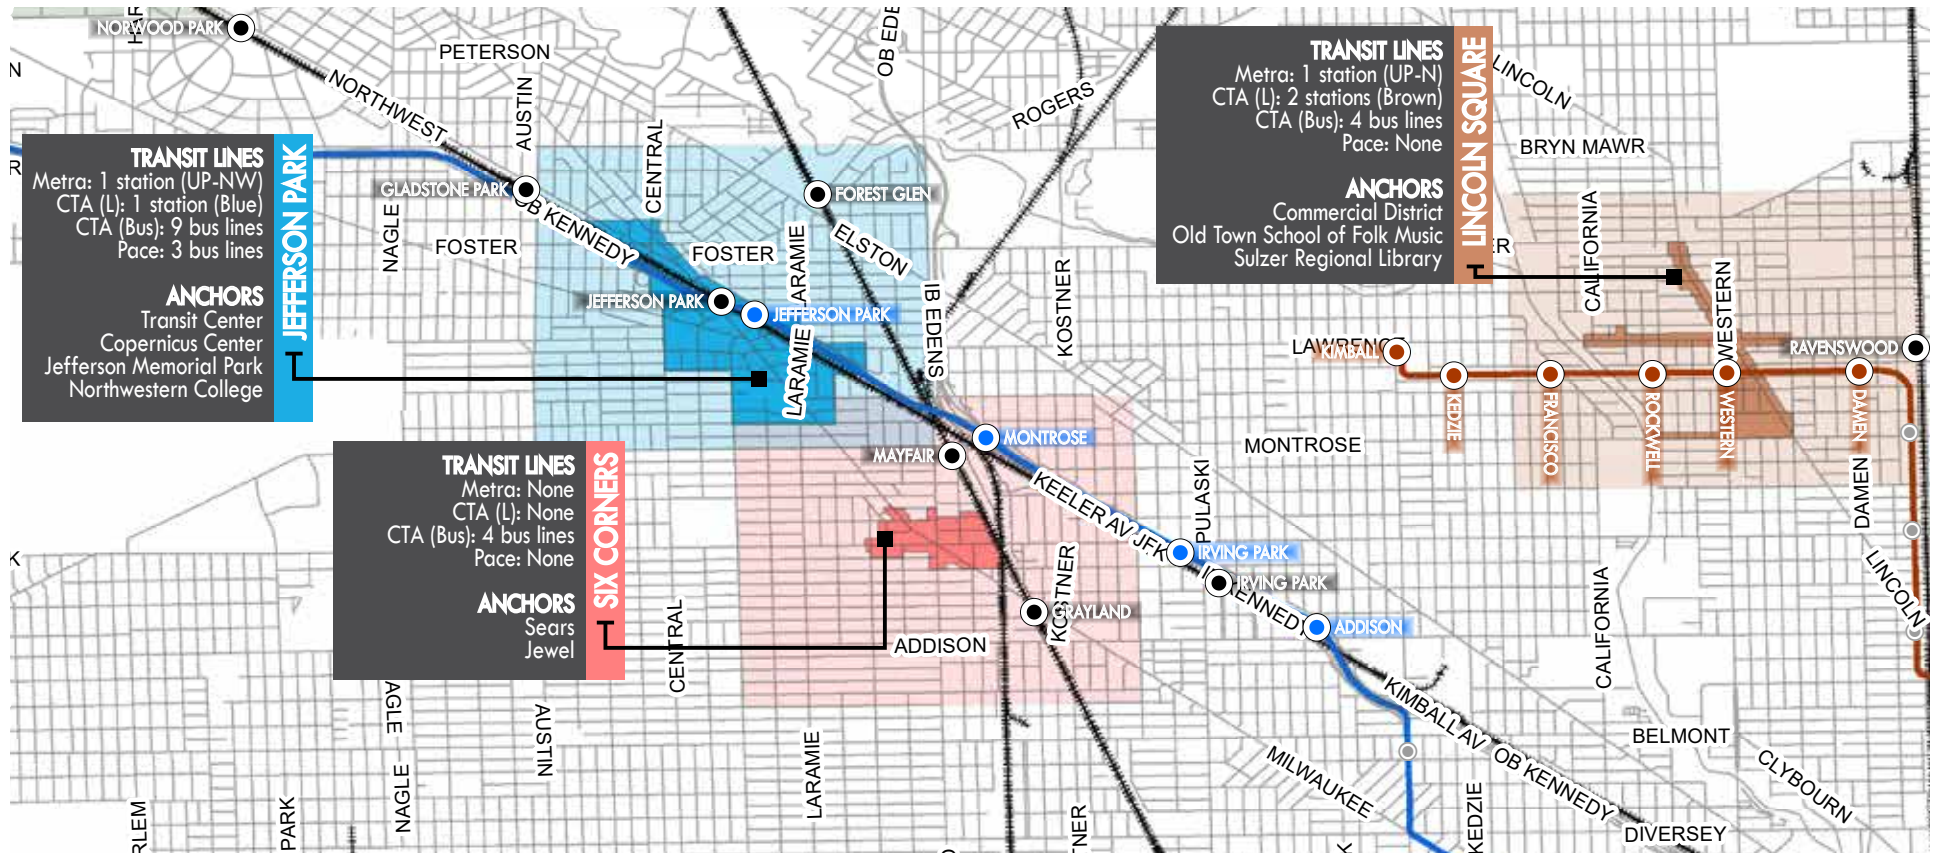 NORWOOD PARK
PETERSON
NORTHWEST
AUSTIN
CENTRAL
OB EDE
ROGERS
TRANSIT LINES
Metra: 1 station (UP-N)
CTA (L): 2 stations (Brown)
CTA (Bus): 4 bus lines
Pace: None
ANCHORS
Commercial District
Old Town School of Folk Music
Sulzer Regional Library
LINCOLN SQUARE
LINCOLN
BRYN MAWR
CALIFORNIA
ER
WESTERN
N
R
TRANSIT LINES
Metra: 1 station (UP-NW)
CTA (L): 1 station (Blue)
CTA (Bus): 9 bus lines
Pace: 3 bus lines
ANCHORS
Transit Center
Copernicus Center
Jefferson Memorial Park
Northwestern College
JEFFERSON PARK
GLADSTONE PARK
NAGLE
FOSTER
OB KENNEDY
FOREST GLEN
FOSTER
LARAMIE
ELSTON
IB EDENS
KOSTNER
JEFFERSON PARK
JEFFERSON PARK
LARAMIE
LAWRENCE
KIMBALL
KEDZIE
FRANCISCO
ROCKWELL
WESTERN
DAMEN
RAVENSWOOD
MONTROSE
MAYFAIR
MONTROSE
PULASKI
DAMEN
KEELER AV JFK
TRANSIT LINES
Metra: None
CTA (L): None
CTA (Bus): 4 bus lines
Pace: None
ANCHORS
Sears
Jewel
SIX CORNERS
K
IRVING PARK
IRVING PARK
KENNEDY
ADDISON
GRAYLAND
KOSTNER
CENTRAL
ADDISON
CALIFORNIA
LINCOLN
AGLE
AUSTIN
LARAMIE
NAGLE
KIMBALL AV
OB KENNEDY
BELMONT
CLYBOURN
MILWAUKEE
KEDZIE
DIVERSEY
RLEM
PARK
TNER
K